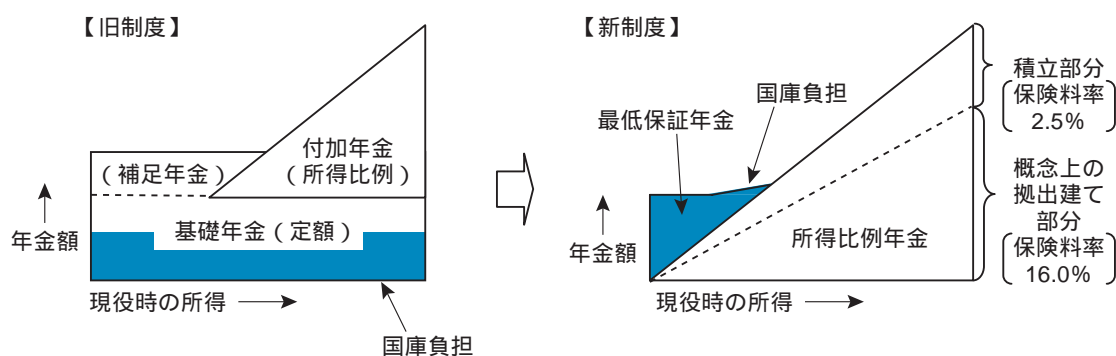 【旧制度】
(補足年金)
付加年金
(所得比例)
基礎年金(定額)
年金額
現役時の所得
国庫負担
【新制度】
国庫負担
最低保証年金
所得比例年金
年金額
現役時の所得
積立部分
保険料率
2.5%
概念上の
拠出建て
部分
保険料率
16.0%